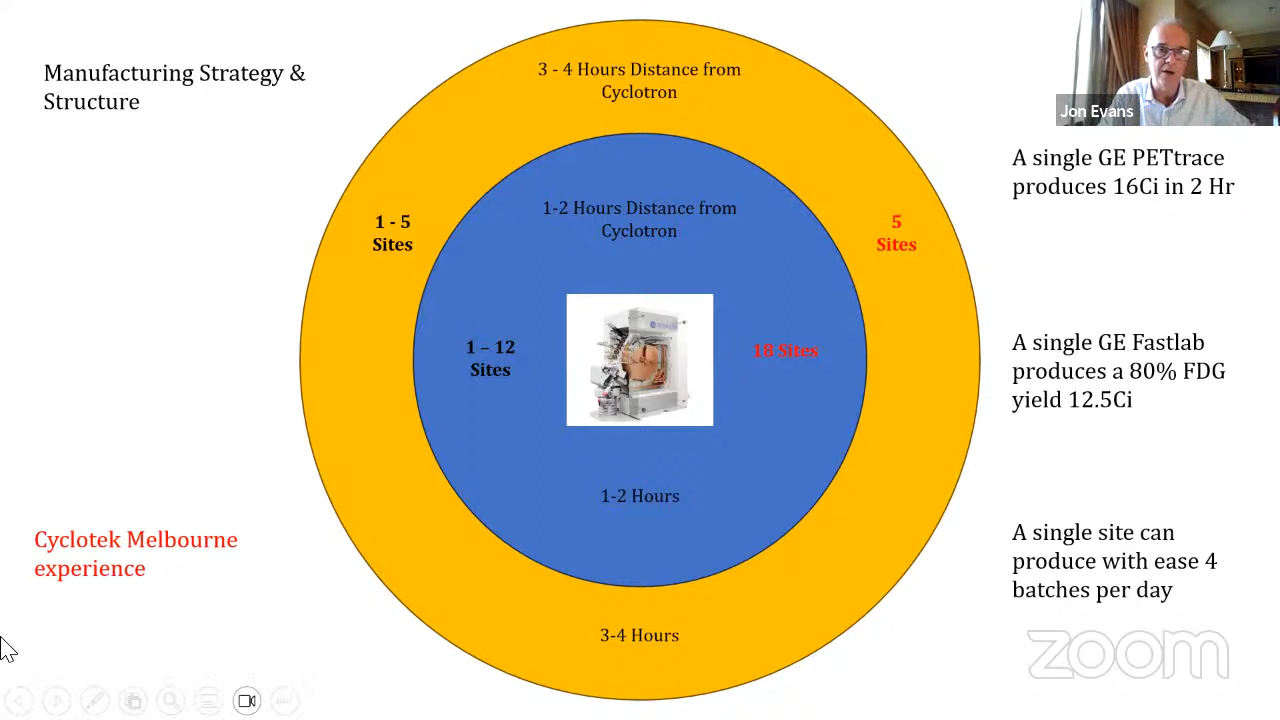 Manufacturing Strategy &
Structure
3 - 4 Hours Distance from
Cyclotron
Jon Evans
A single GE PETtrace
produces 16Ci in 2 Hr
1-2 Hours Distance from
Cyclotron
1 - 5
Sites
5
Sites
1 – 12
Sites
18 Sites
A single GE Fastlab
produces a 80% FDG
yield 12.5Ci
1-2 Hours
Cyclotek Melbourne
experience
A single site can
produce with ease 4
batches per day
3-4 Hours
zoom